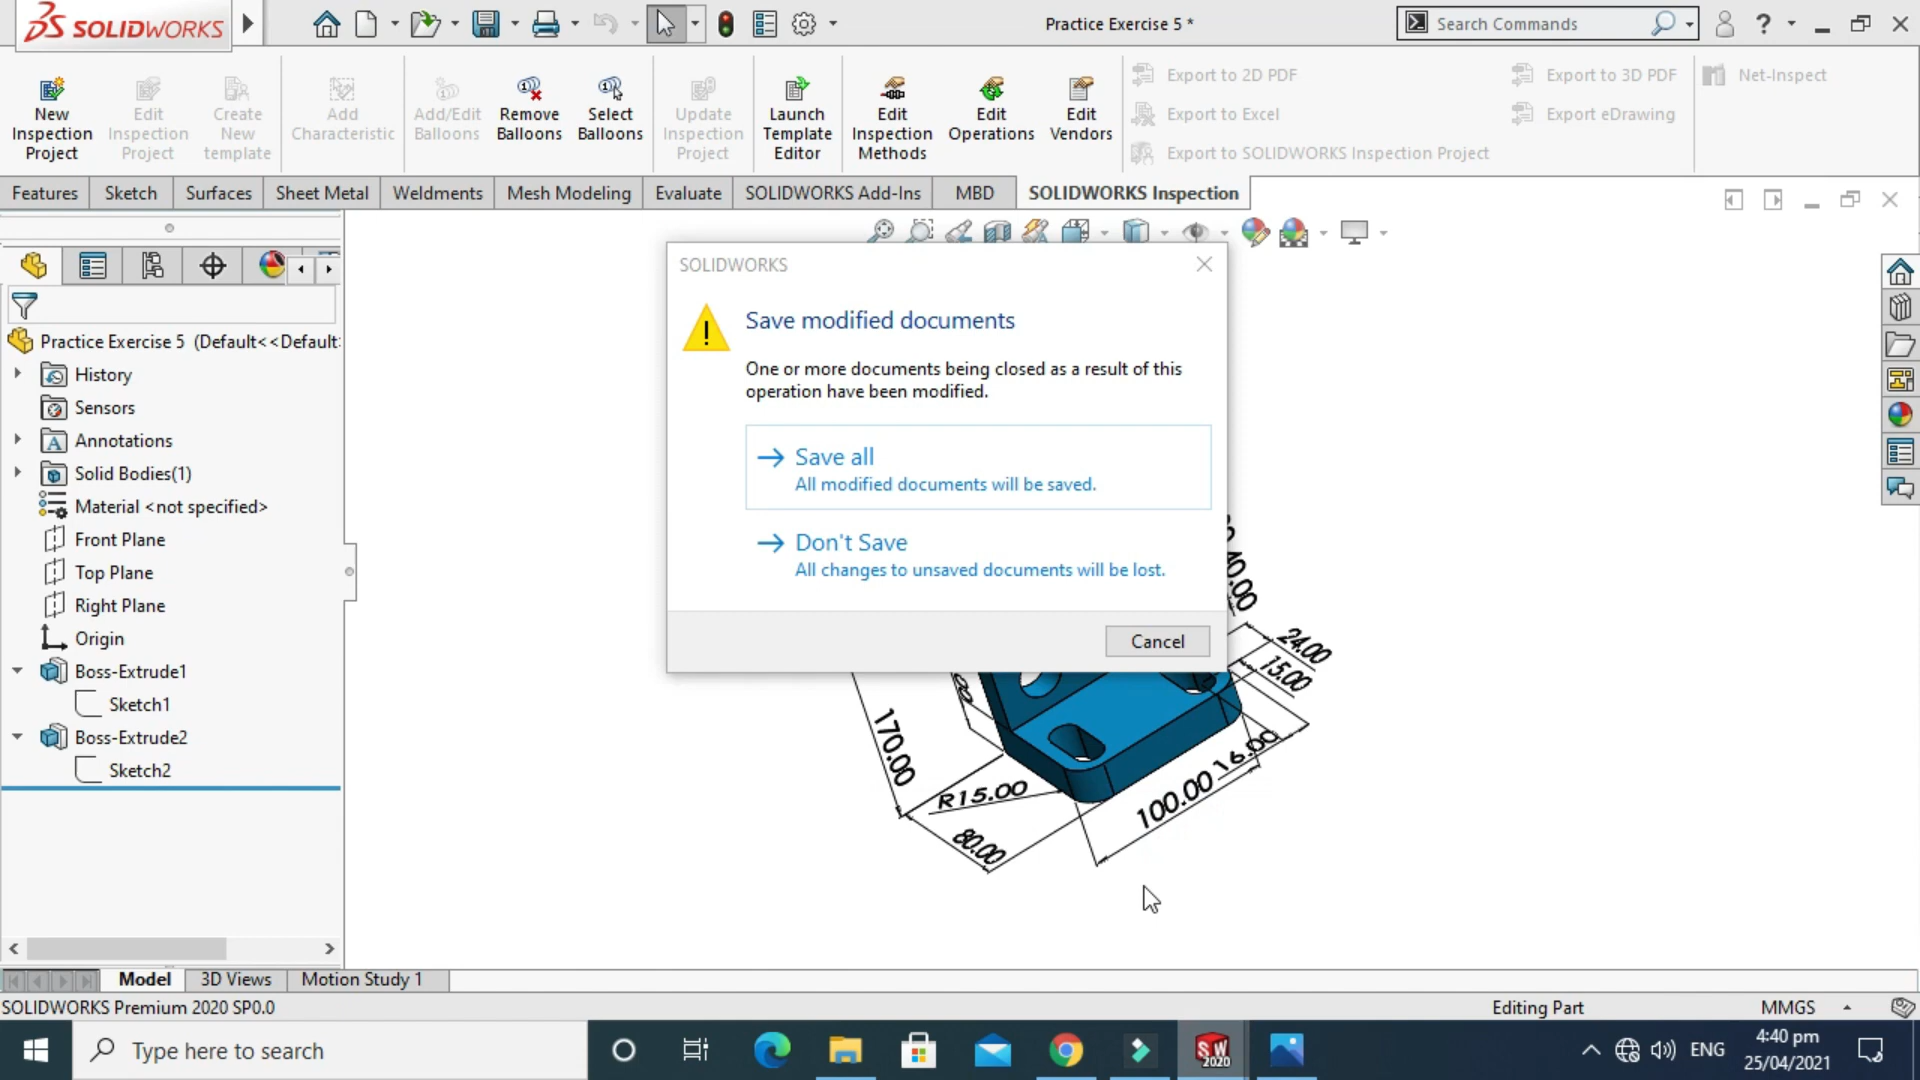 SOLIDWORKS
Practice Exercise 5 *
Search Commands
New Inspection Project
Edit Inspection Project
Create New template
Add Characteristic
Add/Edit Balloons
Remove Balloons
Select Balloons
Update Inspection Project
Launch Template Editor
Edit Inspection Methods
Edit Operations
Edit Vendors
Export to 2D PDF
Export to Excel
Export to SOLIDWORKS Inspection Project
Export to 3D PDF
Export eDrawing
Net-Inspect
Features
Sketch
Surfaces
Sheet Metal
Weldments
Mesh Modeling
Evaluate
SOLIDWORKS Add-Ins
MBD
SOLIDWORKS Inspection
Practice Exercise 5 (Default<<Default
History
Sensors
Annotations
Solid Bodies(1)
Material <not specified>
Front Plane
Top Plane
Right Plane
Origin
Boss-Extrude1
Sketch1
Boss-Extrude2
Sketch2
SOLIDWORKS
Save modified documents
One or more documents being closed as a result of this
operation have been modified.
Save all
All modified documents will be saved.
Don't Save
All changes to unsaved documents will be lost.
Cancel
40.00
24.00
15.00
170.00
R15.00
80.00
100.00
16.00
Model
3D Views
Motion Study 1
SOLIDWORKS Premium 2020 SP0.0
Editing Part
MMGS
Type here to search
SW 2020
ENG
4:40 pm
25/04/2021